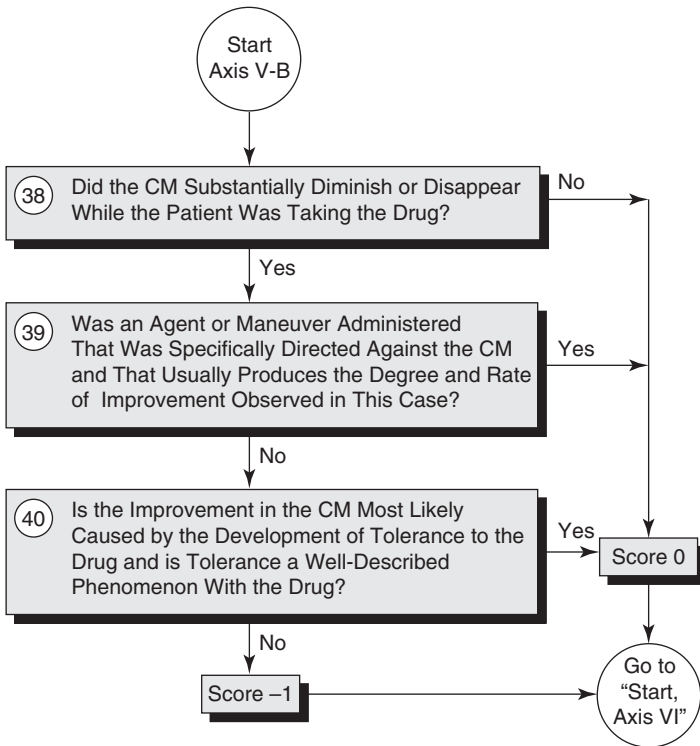 Start
Axis V-B
38
Did the CM Substantially Diminish or Disappear
While the Patient Was Taking the Drug?
No
Yes
39
Was an Agent or Maneuver Administered
That Was Specifically Directed Against the CM
and That Usually Produces the Degree and Rate
of Improvement Observed in This Case?
Yes
No
40
Is the Improvement in the CM Most Likely
Caused by the Development of Tolerance to the
Drug and is Tolerance a Well-Described
Phenomenon With the Drug?
Yes
Score 0
No
Score –1
Go to
“Start,
Axis VI”